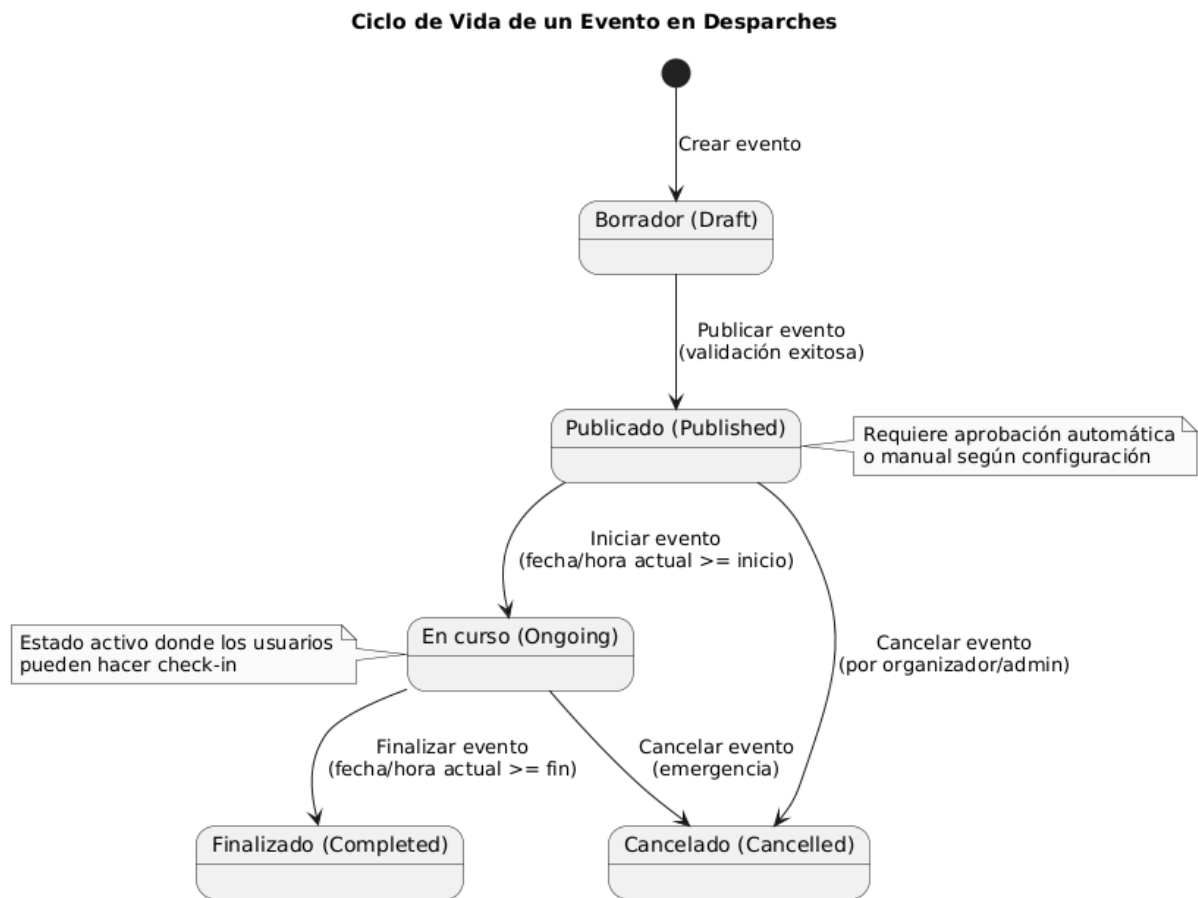 Ciclo de Vida de un Evento en Desparches
Crear evento
Borrador (Draft)
Publicar evento
(validación exitosa)
Publicado (Published)
Requiere aprobación automática
o manual según configuración
Iniciar evento
(fecha/hora actual >= inicio)
En curso (Ongoing)
Estado activo donde los usuarios
pueden hacer check-in
Cancelar evento
(por organizador/admin)
Finalizar evento
(fecha/hora actual >= fin)
Cancelar evento
(emergencia)
Finalizado (Completed)
Cancelado (Cancelled)